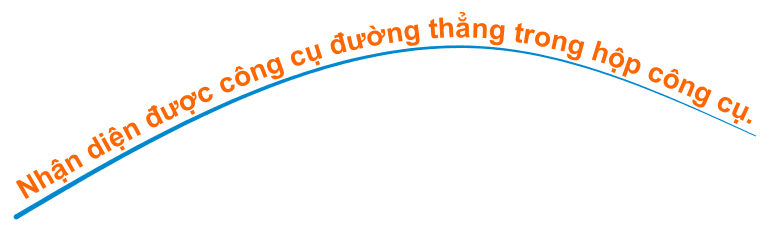 Nhận diện được công cụ đường thẳng trong hộp công cụ.